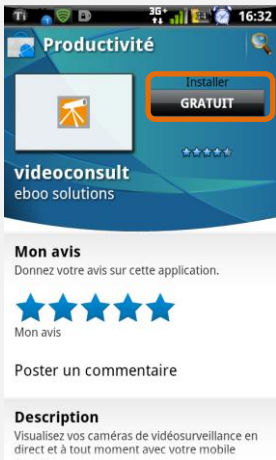 3G+
16:32
Productivité
Installer
GRATUIT
videoconsult
eboo solutions
Mon avis
Donnez votre avis sur cette application.
Mon avis
Poster un commentaire
Description
Visualisez vos caméras de vidéosurveillance en
direct et à tout moment avec votre mobile